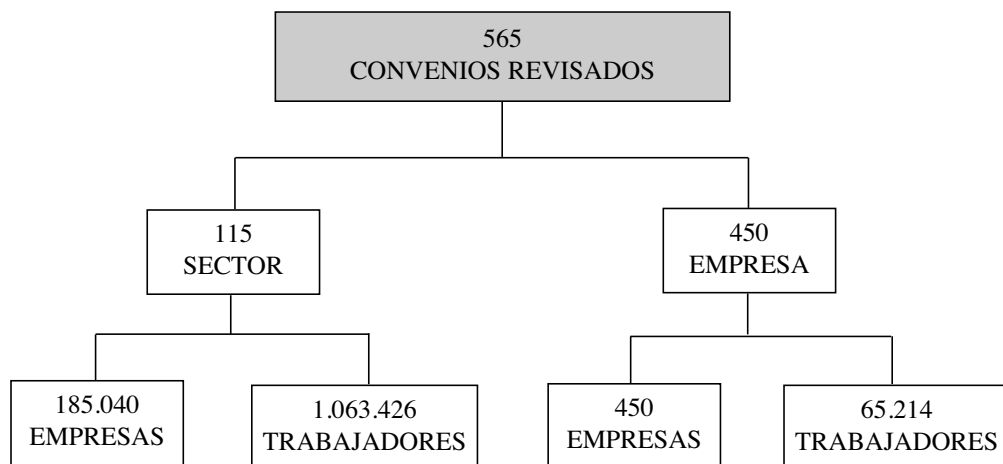 565
CONVENIOS REVISADOS
115
SECTOR
450
EMPRESA
185.040
EMPRESAS
1.063.426
TRABAJADORES
450
EMPRESAS
65.214
TRABAJADORES